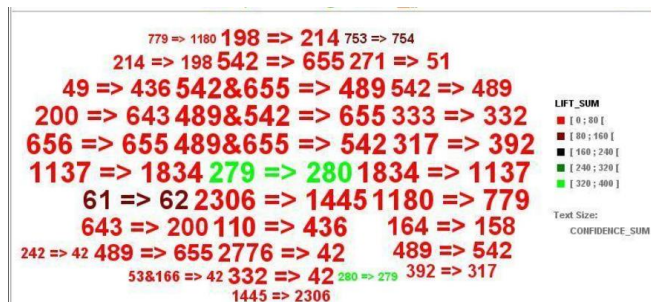 779 => 1180 198 => 214 753 => 754
214 => 198 542 => 655 271 => 51
49 => 436 542&655 => 489 542 => 489
200 => 643 489&542 => 655 333 => 332
656 => 655 489&655 => 542 317 => 392
1137 => 1834 279 => 280 1834 => 1137
61 => 62 2306 => 1445 1180 => 779
643 => 200 110 => 436 164 => 158
242 => 42 489 => 655 2776 => 42 489 => 542
53&166 => 42 332 => 42 280 => 279 392 => 317
1445 => 2306
LIFT_SUM
[ 0 ; 80 [
[ 80 ; 160 [
[ 160 ; 240 [
[ 240 ; 320 [
[ 320 ; 400 [
Text Size:
CONFIDENCE_SUM